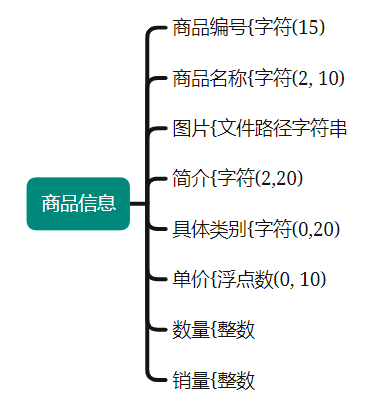 商品信息
商品编号{字符(15)
商品名称{字符(2, 10)
图片{文件路径字符串
简介{字符(2,20)
具体类别{字符(0,20)
单价{浮点数(0, 10)
数量{整数
销量{整数